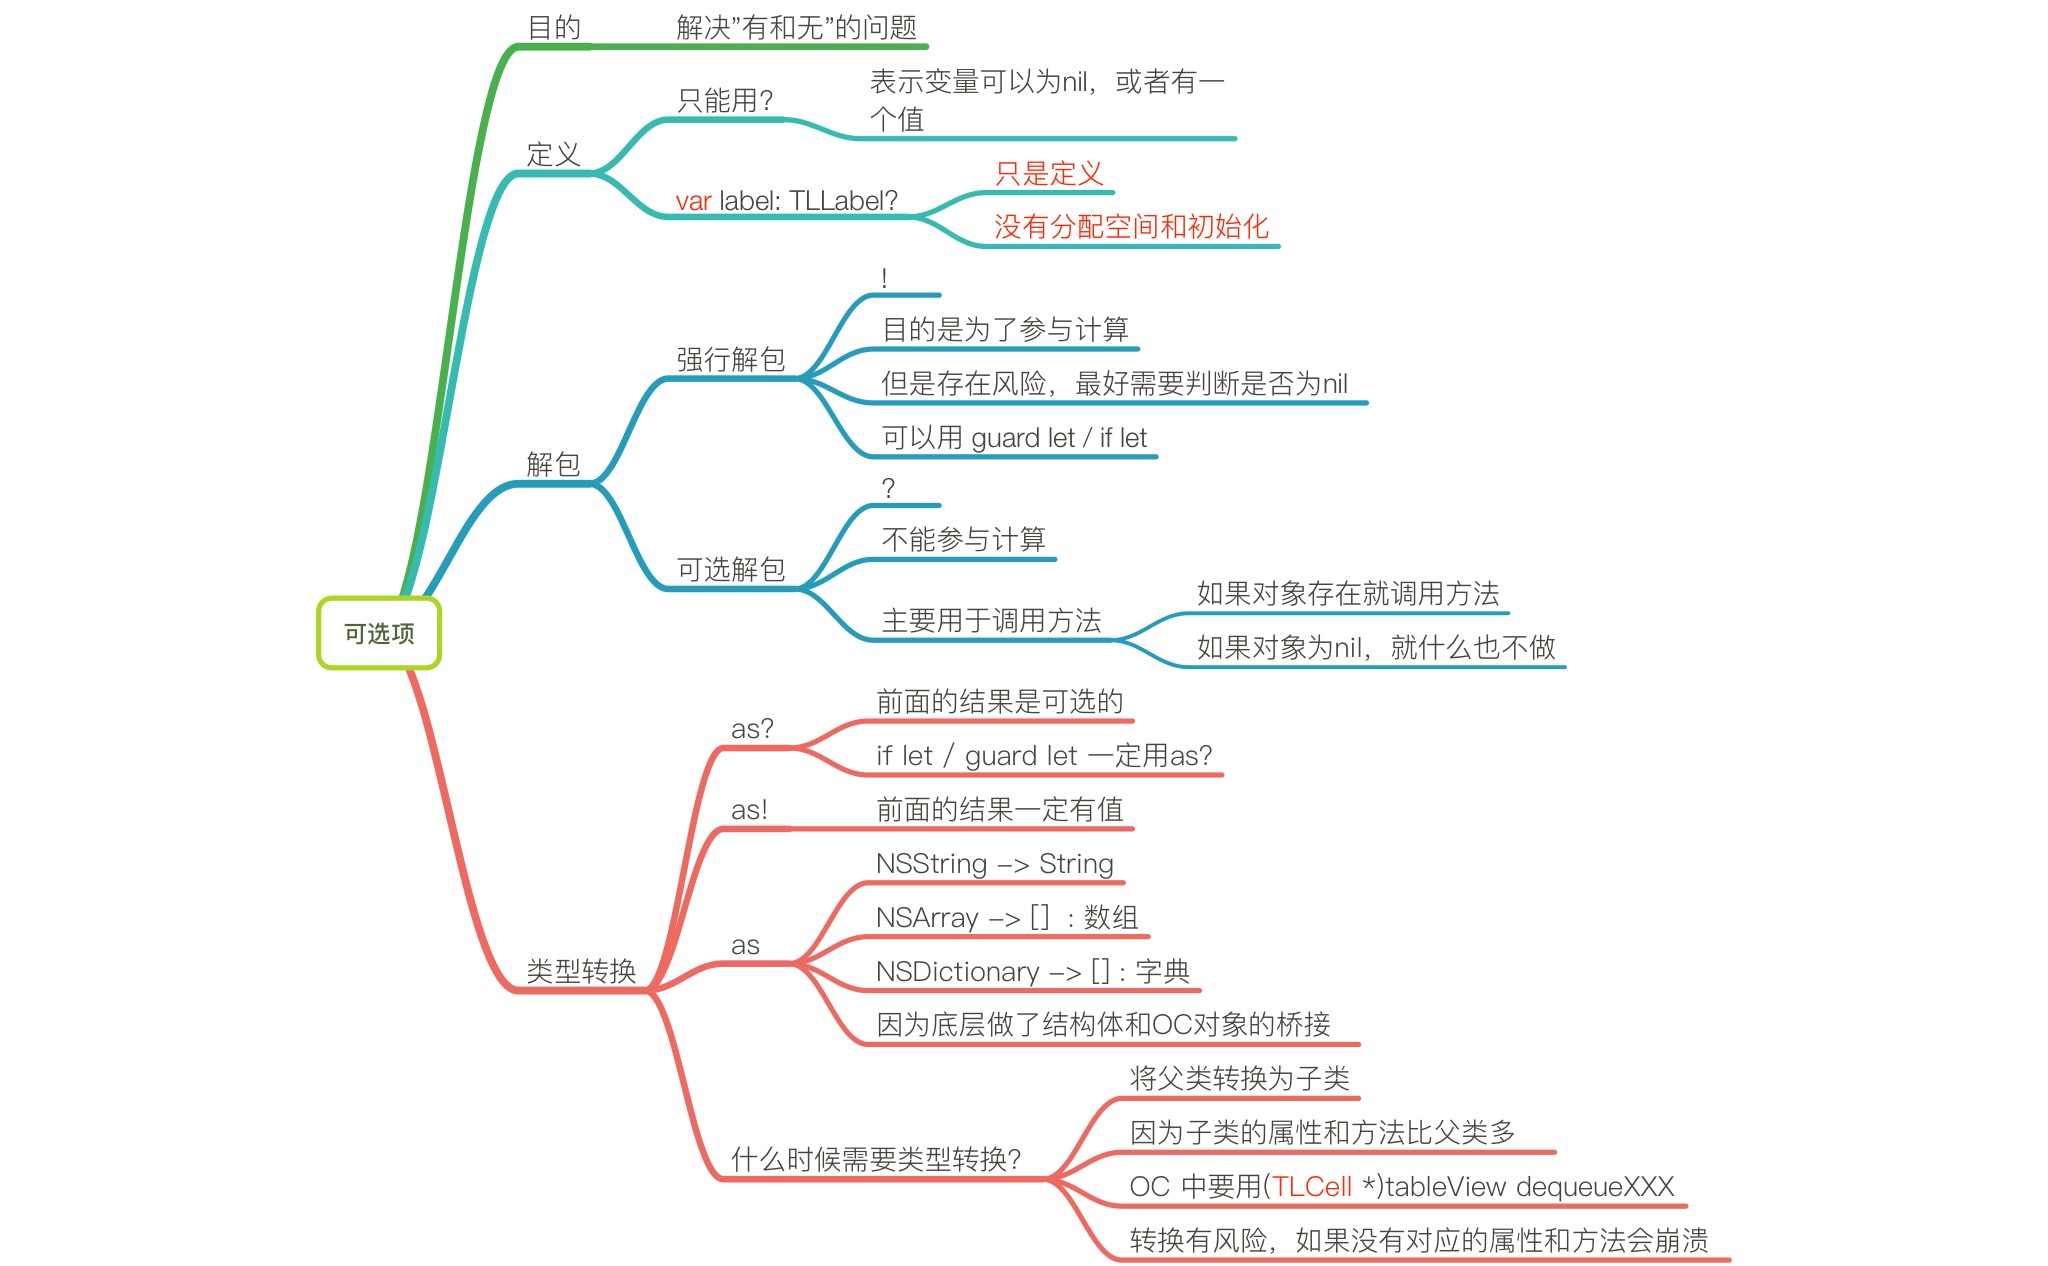 目的
解决”有和无”的问题
定义
只能用?
表示变量可以为nil，或者有一
个值
var label: TLLabel?
只是定义
没有分配空间和初始化
解包
强行解包
!
目的是为了参与计算
但是存在风险，最好需要判断是否为nil
可以用 guard let / if let
可选解包
?
不能参与计算
主要用于调用方法
如果对象存在就调用方法
如果对象为nil，就什么也不做
可选项
类型转换
as?
前面的结果是可选的
if let / guard let 一定用as?
as!
前面的结果一定有值
as
NSString –> String
NSArray –> [] : 数组
NSDictionary –> [] : 字典
因为底层做了结构体和OC对象的桥接
什么时候需要类型转换?
将父类转换为子类
因为子类的属性和方法比父类多
OC 中要用(TLCell *)tableView dequeueXXX
转换有风险，如果没有对应的属性和方法会崩溃